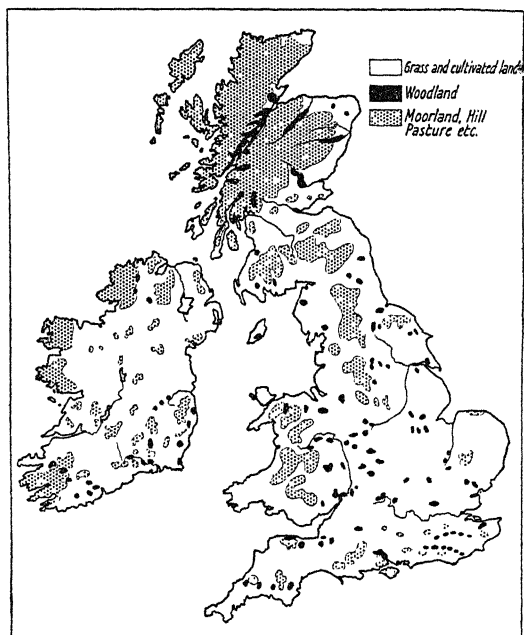 Grass and cultivated land
Woodland
Moorland, Hill
Pasture etc.